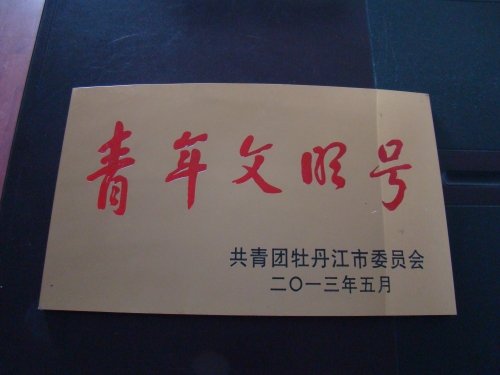 青年文明号
共青团牡丹江市委员会
二〇一三年五月